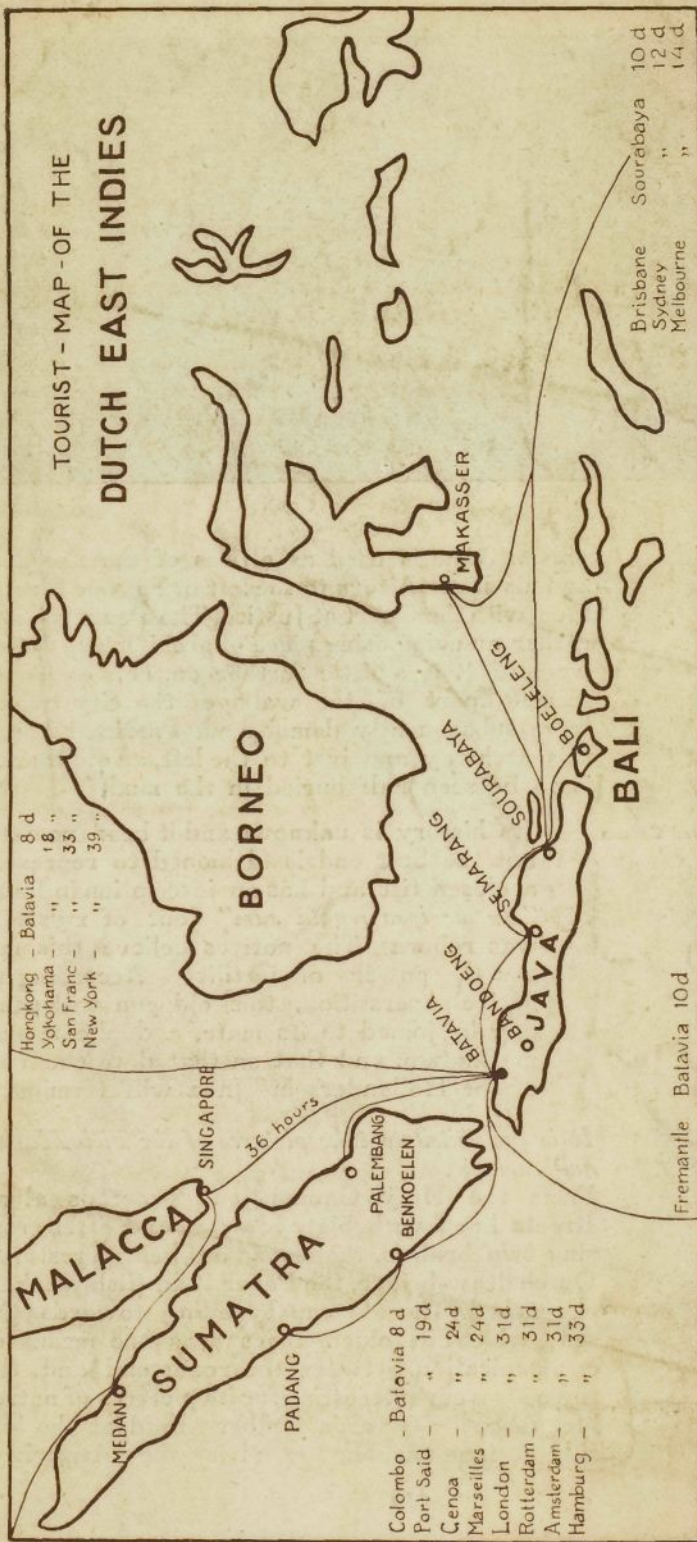 TOURIST - MAP - OF THE
DUTCH EAST INDIES
Hongkong - Batavia 8 d
Yokohama - „ 18 „
San Franc - „ 33 „
New York - „ 39 „
MALACCA
SINGAPORE
36 hours
MEDAN
SUMATRA
PADANG
PALEMBANG
BENKOELEN
BORNEO
MAKASSER
BATAVIA
BANDOENG
SEMARANG
SOURABAYA
BOELELENG
JAVA
BALI
Colombo - Batavia 8 d
Port Said - „ 19 d
Genoa - „ 24 d
Marseilles - „ 24 d
London - „ 31 d
Rotterdam - „ 31 d
Amsterdam - „ 31 d
Hamburg - „ 33 d
Fremantle Batavia 10d
Brisbane Sourabaya 10 d
Sydney „ 12 d
Melbourne „ 14 d